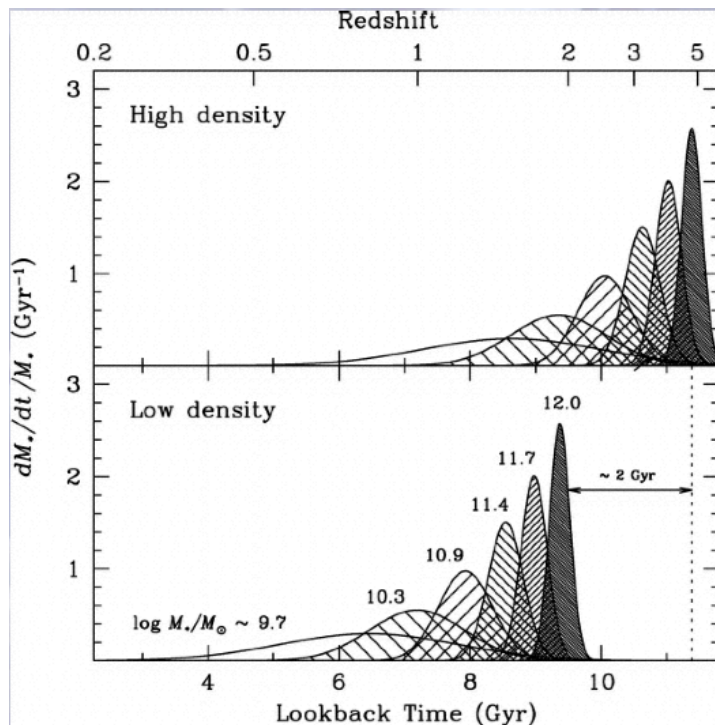 Redshift
0.2 0.5 1 2 3 5
3
High density
2
1
dM*/dt/M* (Gyr⁻¹)
3
Low density
12.0
11.7
~ 2 Gyr
2
11.4
10.9
1
10.3
log M*/M⊙ ~ 9.7
4 6 8 10
Lookback Time (Gyr)